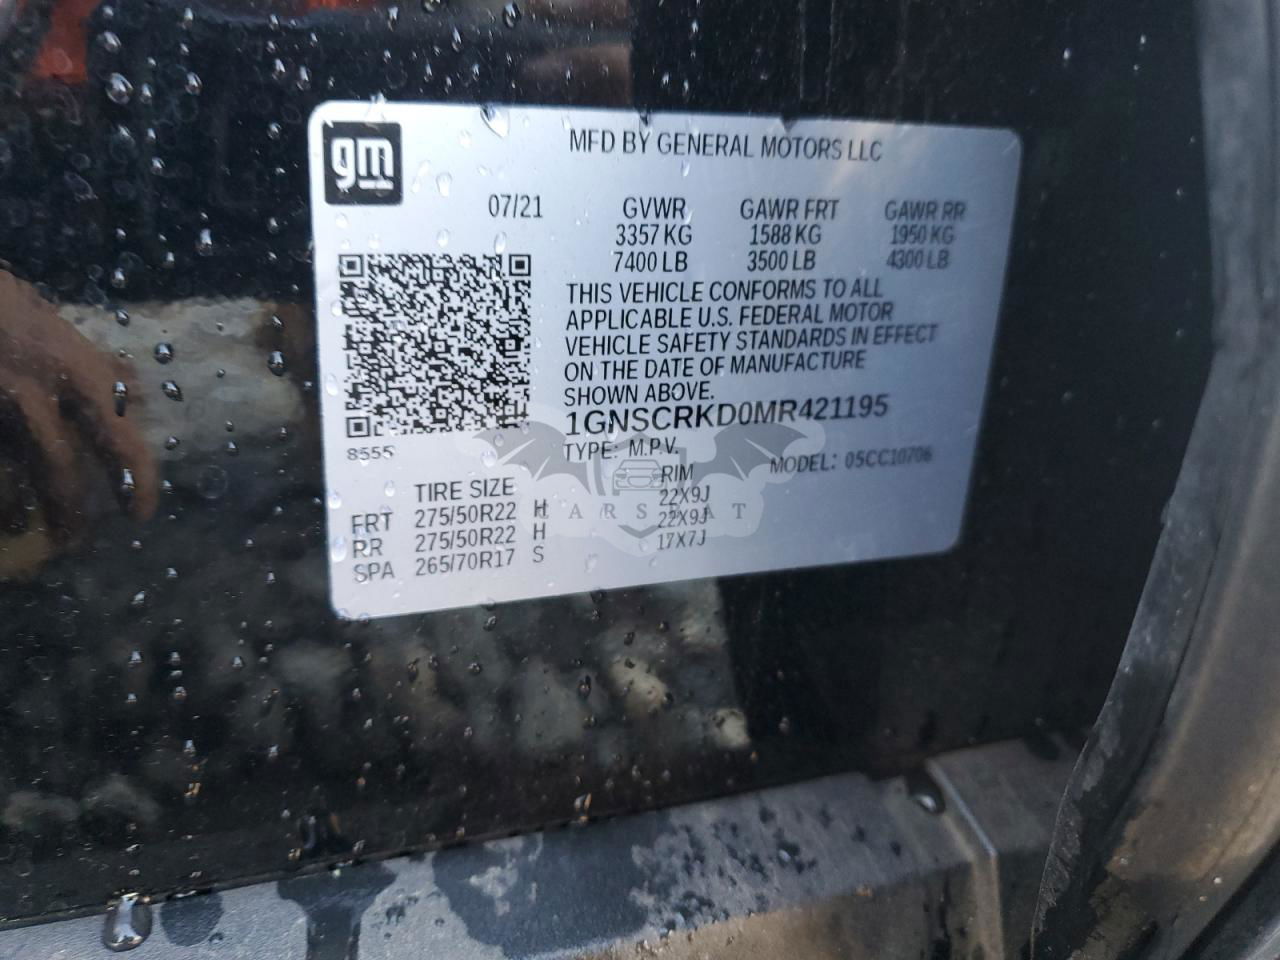 gm
MFD BY GENERAL MOTORS LLC
07/21 GVWR GAWR FRT GAWR RR
3357 KG 1588 KG 1950 KG
7400 LB 3500 LB 4300 LB
THIS VEHICLE CONFORMS TO ALL
APPLICABLE U.S. FEDERAL MOTOR
VEHICLE SAFETY STANDARDS IN EFFECT
ON THE DATE OF MANUFACTURE
SHOWN ABOVE.
1GNSCRKD0MR421195
8555 TYPE: M.P.V. MODEL: 05CC10706
TIRE SIZE RIM
FRT 275/50R22 H 22X9J
RR 275/50R22 H 22X9J
SPA 265/70R17 S 17X7J
CARSBAT